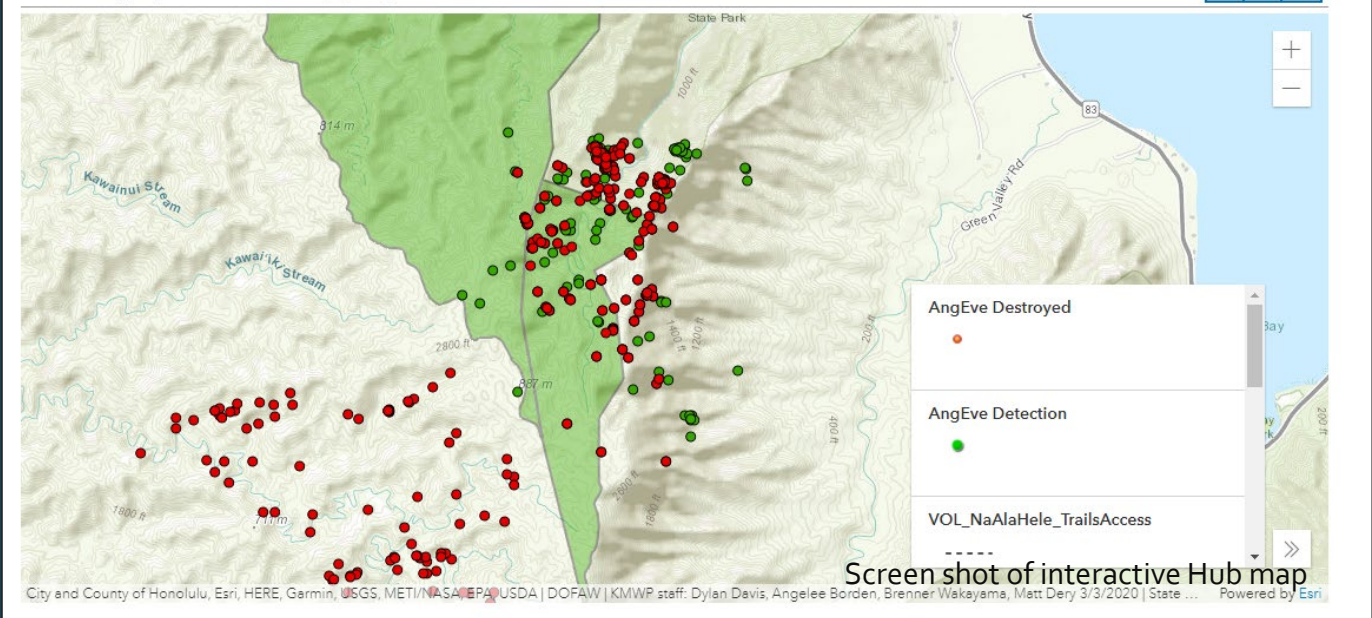 State Park
1000 ft
83
814 m
Kawainui Stream
Green Valley Rd
Kawai'iki Stream
200 ft
AngEve Destroyed
2800 ft
1400 ft
1200 ft
887 m
AngEve Detection
400 ft
200 ft
2600 ft
1800 ft
1800 ft
711 m
VOL_NaAlaHele_TrailsAccess
Screen shot of interactive Hub map
City and County of Honolulu, Esri, HERE, Garmin, USGS, METI/NASA, EPA, USDA | DOFAW | KMWP staff: Dylan Davis, Angelee Borden, Brenner Wakayama, Matt Dery 3/3/2020 | State ...
Powered by Esri